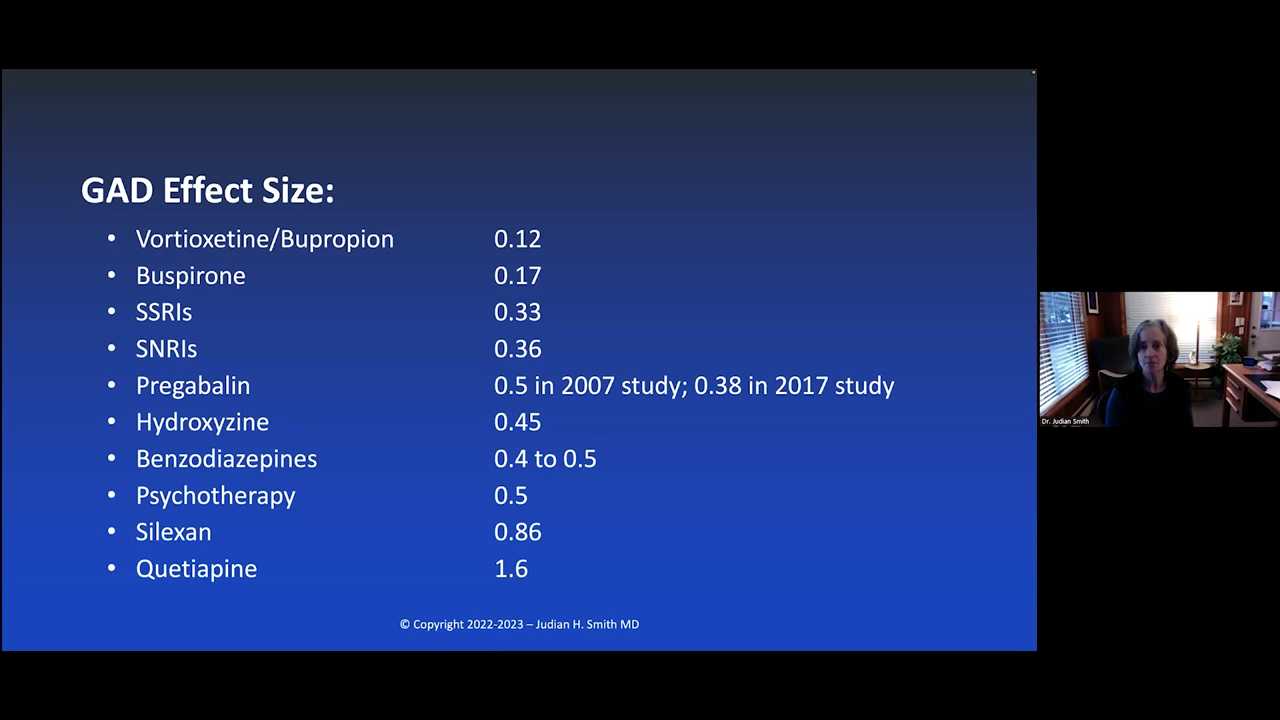 GAD Effect Size:
• Vortioxetine/Bupropion 0.12
• Buspirone 0.17
• SSRIs 0.33
• SNRIs 0.36
• Pregabalin 0.5 in 2007 study; 0.38 in 2017 study
• Hydroxyzine 0.45
• Benzodiazepines 0.4 to 0.5
• Psychotherapy 0.5
• Silexan 0.86
• Quetiapine 1.6
© Copyright 2022-2023 – Judian H. Smith MD
Dr. Judian Smith